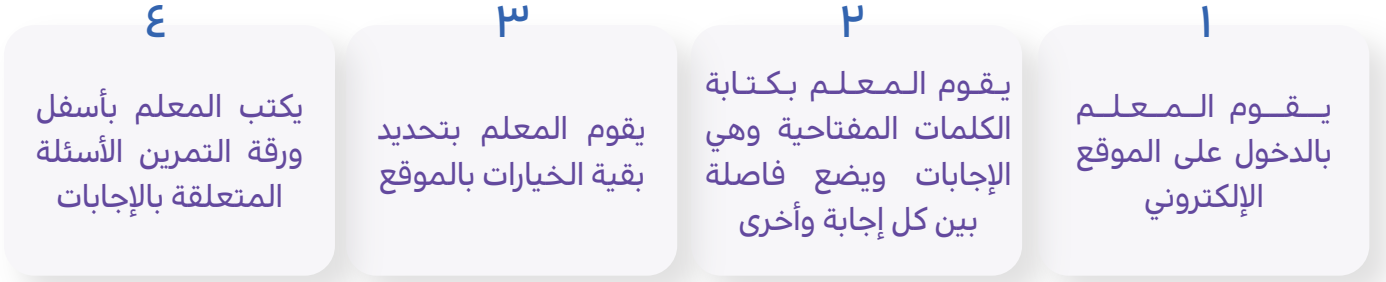 ١
يقوم المعلم
بالدخول على الموقع
الإلكتروني
٢
يقوم المعلم بكتابة
الكلمات المفتاحية وهي
الإجابات ويضع فاصلة
بين كل إجابة وأخرى
٣
يقوم المعلم بتحديد
بقية الخيارات بالموقع
٤
يكتب المعلم بأسفل
ورقة التمرين الأسئلة
المتعلقة بالإجابات